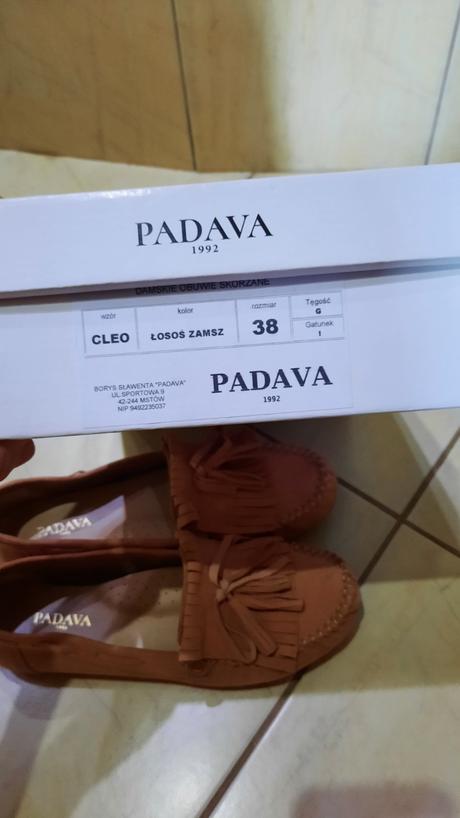 PADAVA
1992
DAMSKIE OBUWIE SKÓRZANE
wzór
CLEO
kolor
ŁOSOŚ ZAMSZ
rozmiar
38
Tęgość
G
Gatunek
I
BORYS SŁAWENTA "PADAVA"
UL.SPORTOWA 9
42-244 MSTÓW
NIP 9492235037
PADAVA
1992
PADAVA
PADAVA
1992